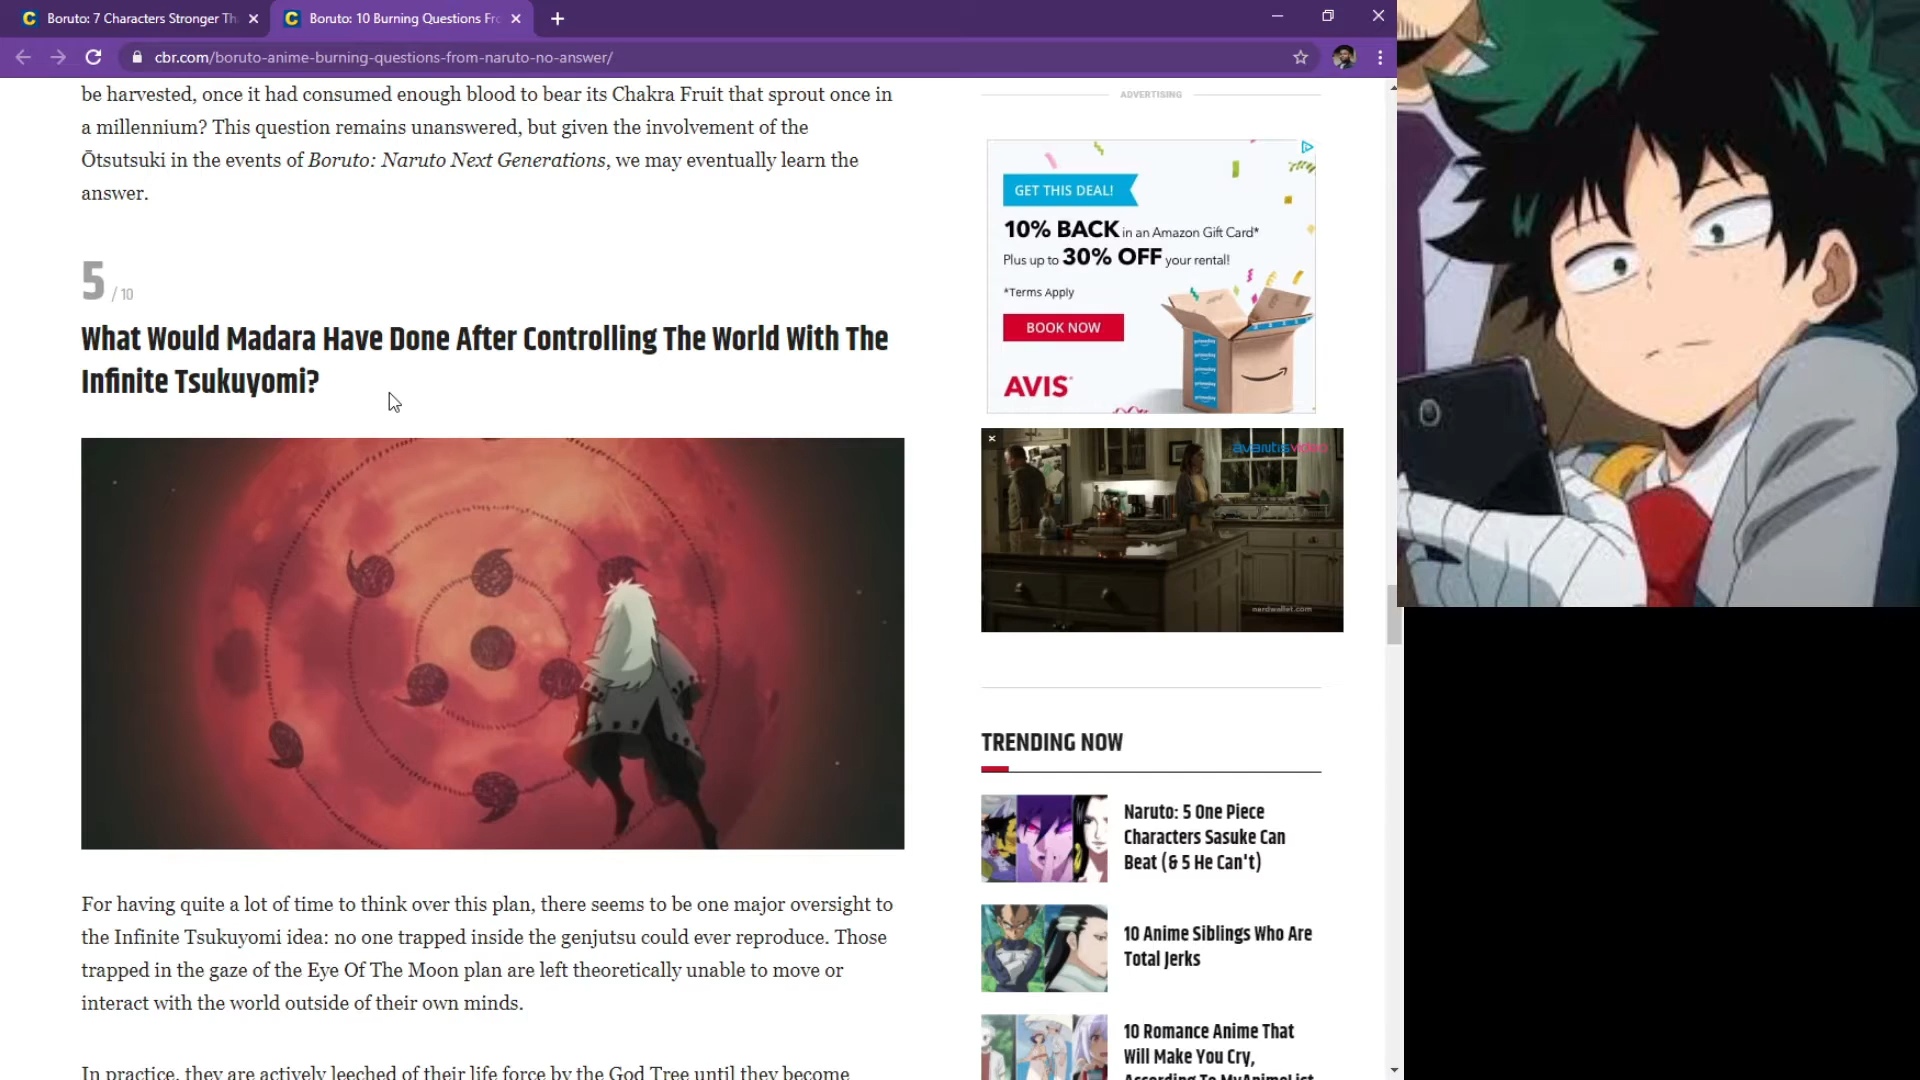 Boruto: 7 Characters Stronger Th
Boruto: 10 Burning Questions Fro
cbr.com/boruto-anime-burning-questions-from-naruto-no-answer/
be harvested, once it had consumed enough blood to bear its Chakra Fruit that sprout once in
a millennium? This question remains unanswered, but given the involvement of the
Ōtsutsuki in the events of Boruto: Naruto Next Generations, we may eventually learn the
answer.
5 / 10
What Would Madara Have Done After Controlling The World With The
Infinite Tsukuyomi?
For having quite a lot of time to think over this plan, there seems to be one major oversight to
the Infinite Tsukuyomi idea: no one trapped inside the genjutsu could ever reproduce. Those
trapped in the gaze of the Eye Of The Moon plan are left theoretically unable to move or
interact with the world outside of their own minds.
In practice, they are actively leeched of their life force by the God Tree until they become
ADVERTISING
GET THIS DEAL!
10% BACK in an Amazon Gift Card*
Plus up to 30% OFF your rental!
*Terms Apply
BOOK NOW
AVIS
avantisvideo
nerdwallet.com
TRENDING NOW
Naruto: 5 One Piece
Characters Sasuke Can
Beat (& 5 He Can't)
10 Anime Siblings Who Are
Total Jerks
10 Romance Anime That
Will Make You Cry,
According To MyAnimeList